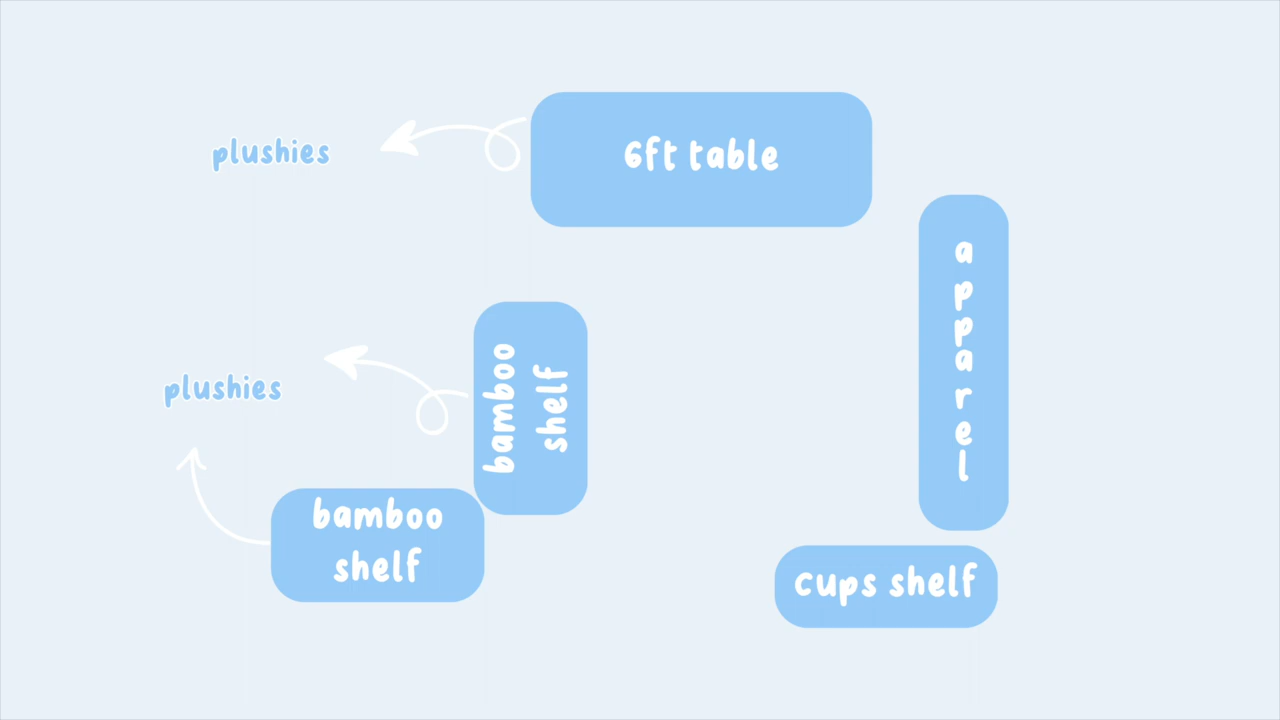 plushies
6ft table
apparel
bamboo
shelf
plushies
bamboo
shelf
cups shelf